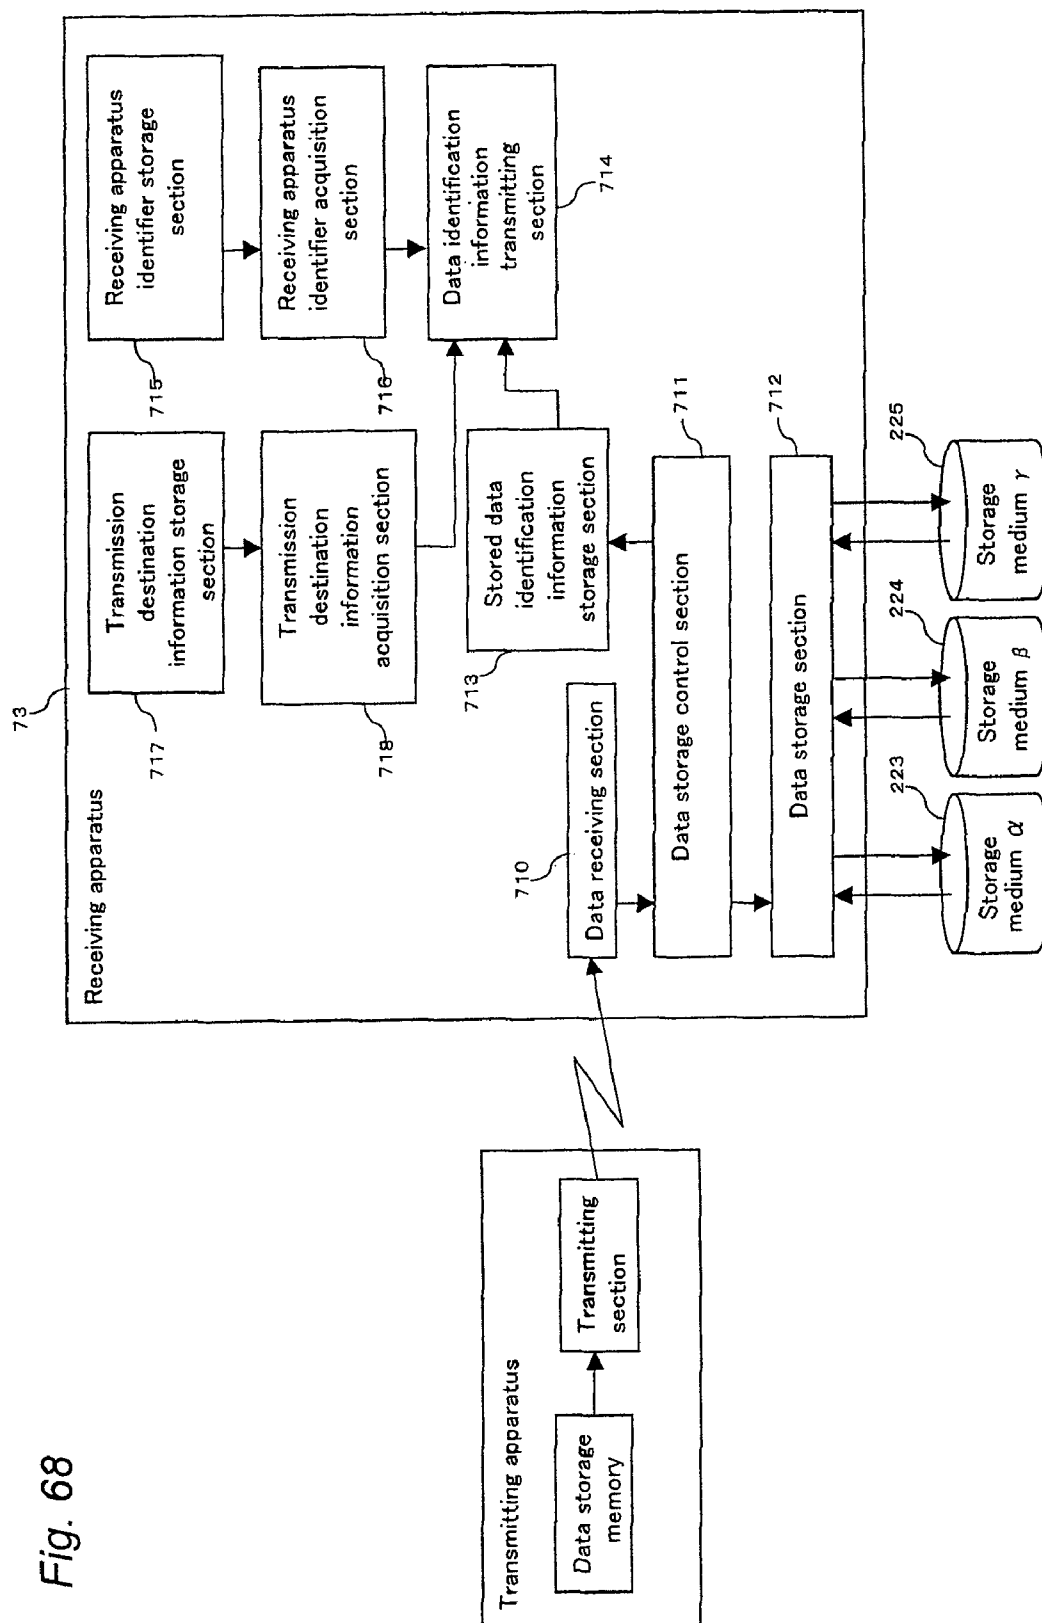 Fig. 68
Transmitting apparatus
Data storage
memory
Transmitting
section
73
Receiving apparatus
717
Transmission
destination
information storage
section
715
Receiving apparatus
identifier storage
section
718
Transmission
destination
information
acquisition section
716
Receiving apparatus
identifier acquisition
section
710
Data receiving section
713
Stored data
identification
information
storage section
Data identification
information
transmitting
section
714
711
Data storage control section
712
Data storage section
223
Storage
medium α
224
Storage
medium β
225
Storage
medium γ